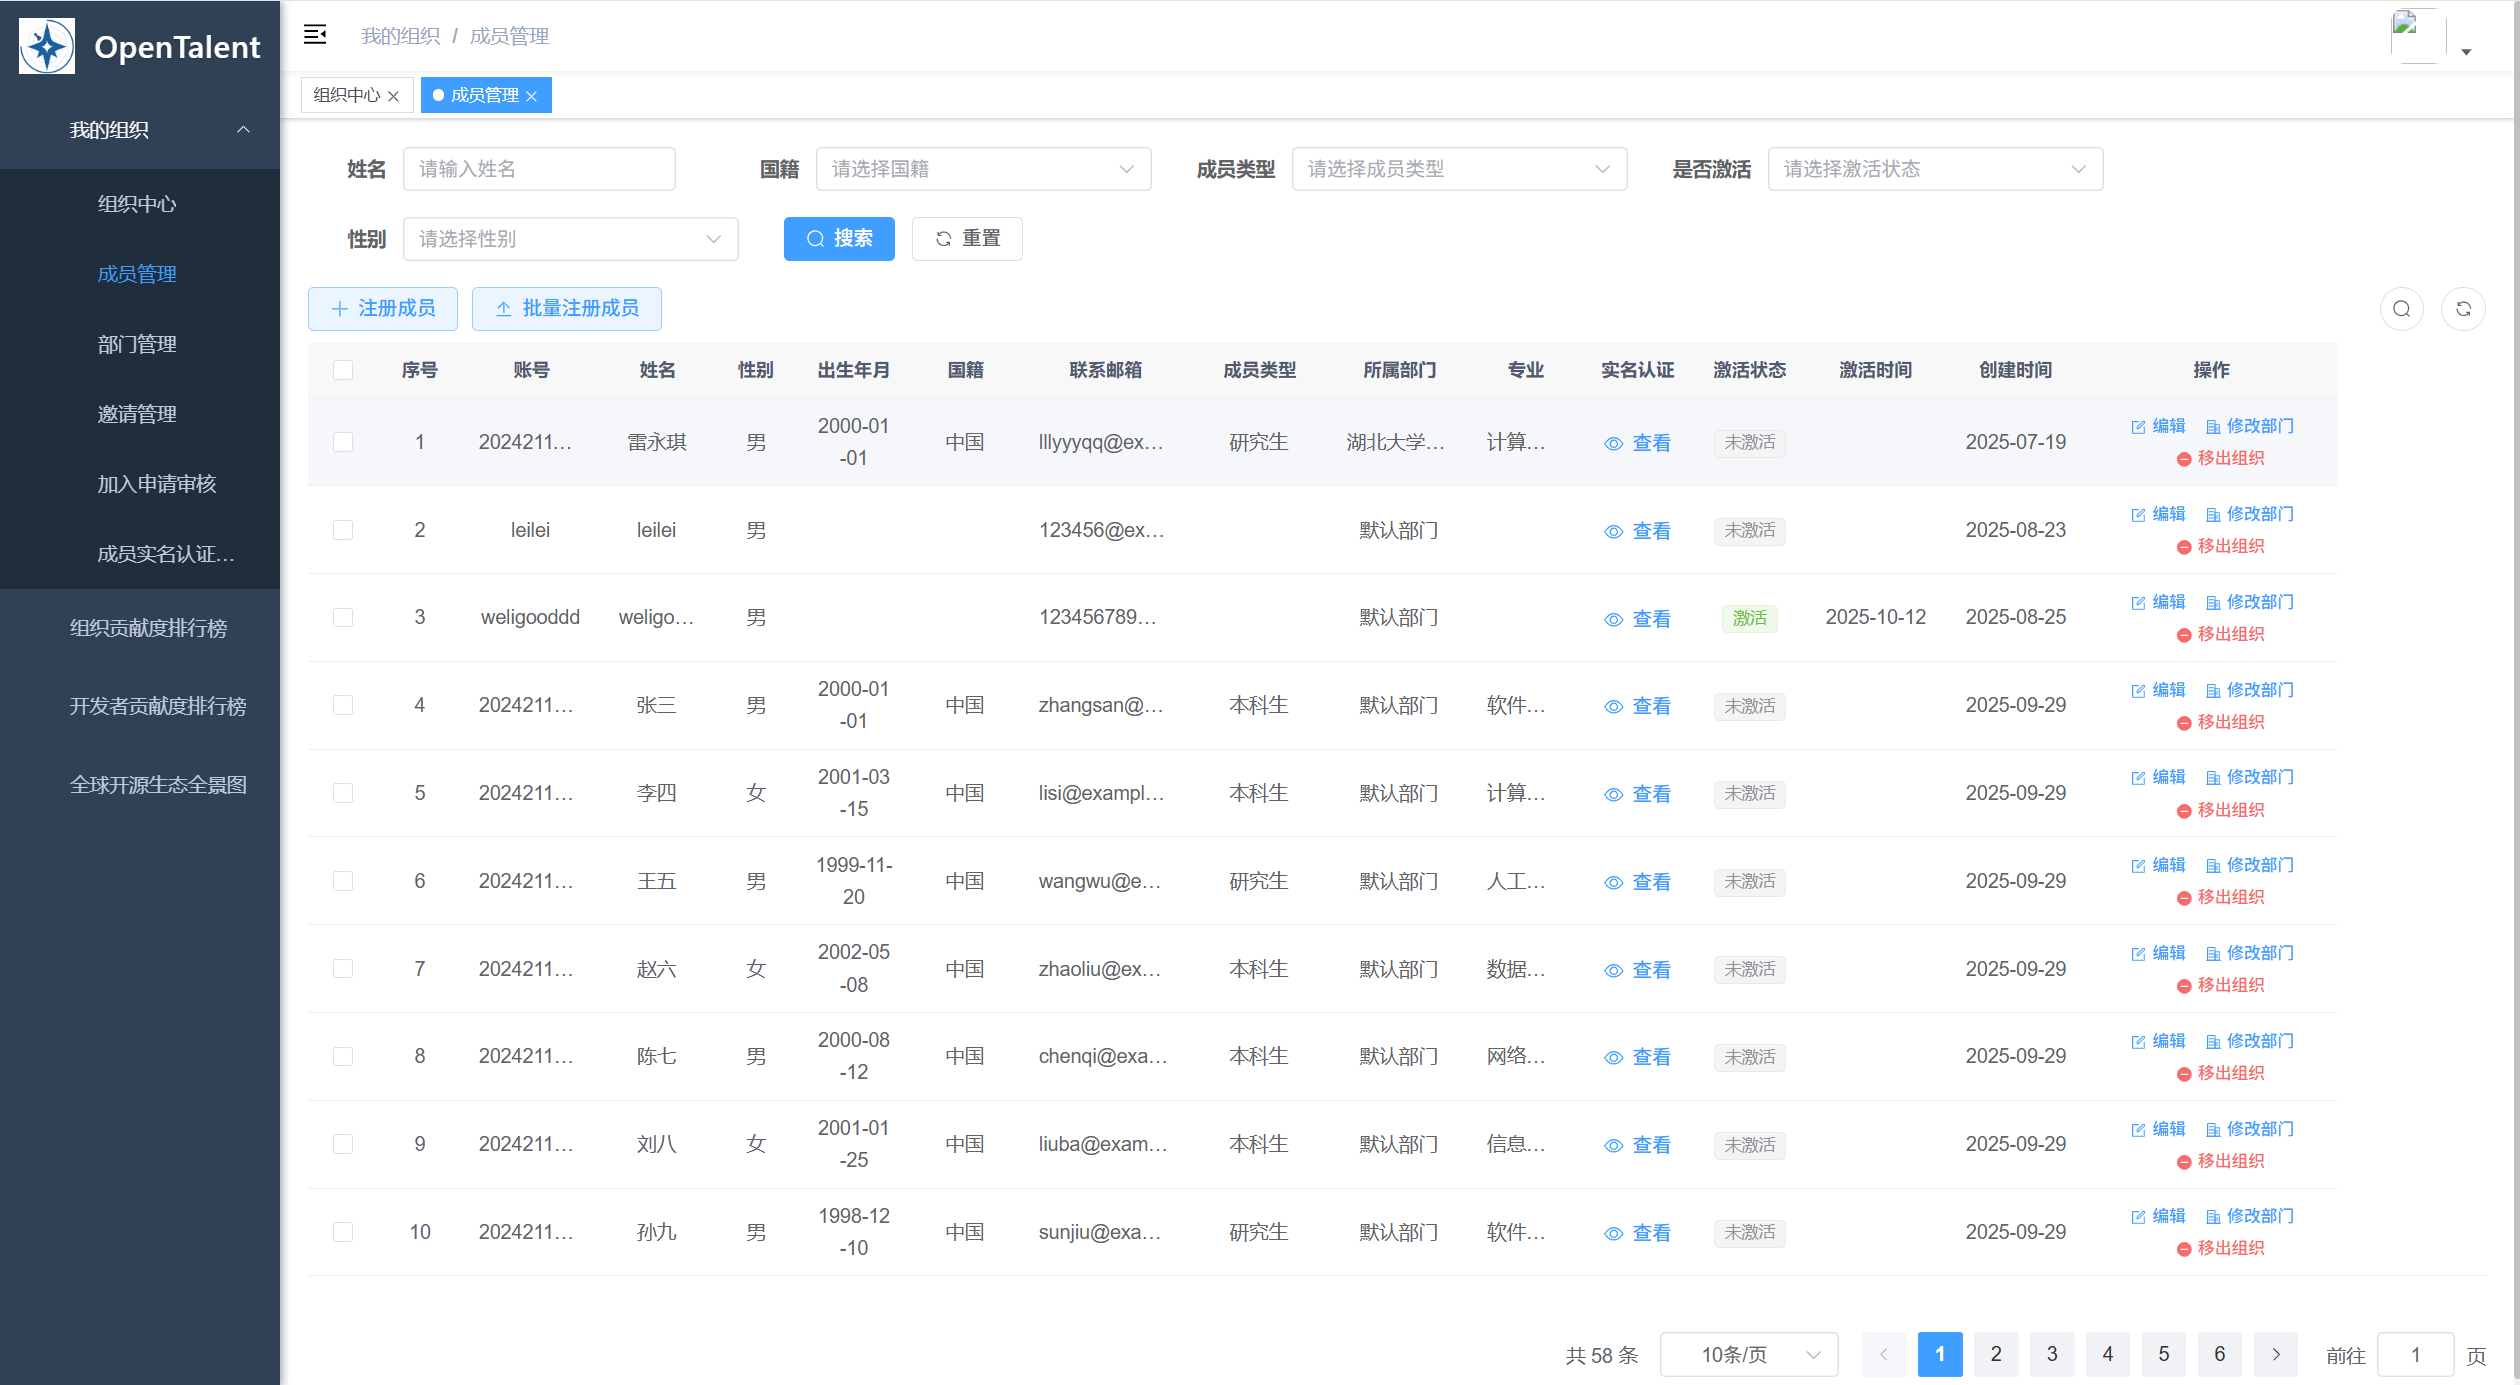 OpenTalent
我的组织 / 成员管理
组织中心
成员管理
我的组织
组织中心
成员管理
部门管理
邀请管理
加入申请审核
成员实名认证...
组织贡献度排行榜
开发者贡献度排行榜
全球开源生态全景图
姓名 请输入姓名 国籍 请选择国籍 成员类型 请选择成员类型 是否激活 请选择激活状态
性别 请选择性别 搜索 重置
注册成员 批量注册成员
序号 账号 姓名 性别 出生年月 国籍 联系邮箱 成员类型 所属部门 专业 实名认证 激活状态 激活时间 创建时间 操作
1 2024211... 雷永琪 男 2000-01-01 中国 lllyyyqq@ex... 研究生 湖北大学... 计算... 查看 未激活 2025-07-19 编辑 修改部门 移出组织
2 leilei leilei 男 123456@ex... 默认部门 查看 未激活 2025-08-23 编辑 修改部门 移出组织
3 weligooddd weligo... 男 123456789... 默认部门 查看 激活 2025-10-12 2025-08-25 编辑 修改部门 移出组织
4 2024211... 张三 男 2000-01-01 中国 zhangsan@... 本科生 默认部门 软件... 查看 未激活 2025-09-29 编辑 修改部门 移出组织
5 2024211... 李四 女 2001-03-15 中国 lisi@exampl... 本科生 默认部门 计算... 查看 未激活 2025-09-29 编辑 修改部门 移出组织
6 2024211... 王五 男 1999-11-20 中国 wangwu@e... 研究生 默认部门 人工... 查看 未激活 2025-09-29 编辑 修改部门 移出组织
7 2024211... 赵六 女 2002-05-08 中国 zhaoliu@ex... 本科生 默认部门 数据... 查看 未激活 2025-09-29 编辑 修改部门 移出组织
8 2024211... 陈七 男 2000-08-12 中国 chenqi@exa... 本科生 默认部门 网络... 查看 未激活 2025-09-29 编辑 修改部门 移出组织
9 2024211... 刘八 女 2001-01-25 中国 liuba@exam... 本科生 默认部门 信息... 查看 未激活 2025-09-29 编辑 修改部门 移出组织
10 2024211... 孙九 男 1998-12-10 中国 sunjiu@exa... 研究生 默认部门 软件... 查看 未激活 2025-09-29 编辑 修改部门 移出组织
共 58 条 10条/页 1 2 3 4 5 6 前往 1 页